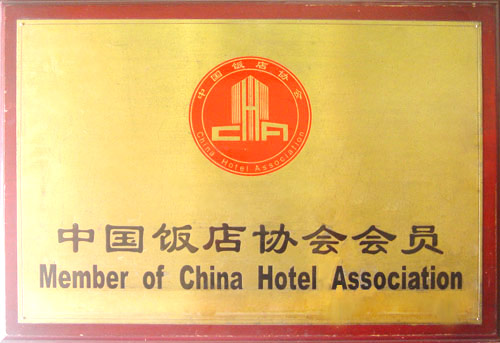 中国饭店协会
CHA
China Hotel Association
中国饭店协会会员
Member of China Hotel Association